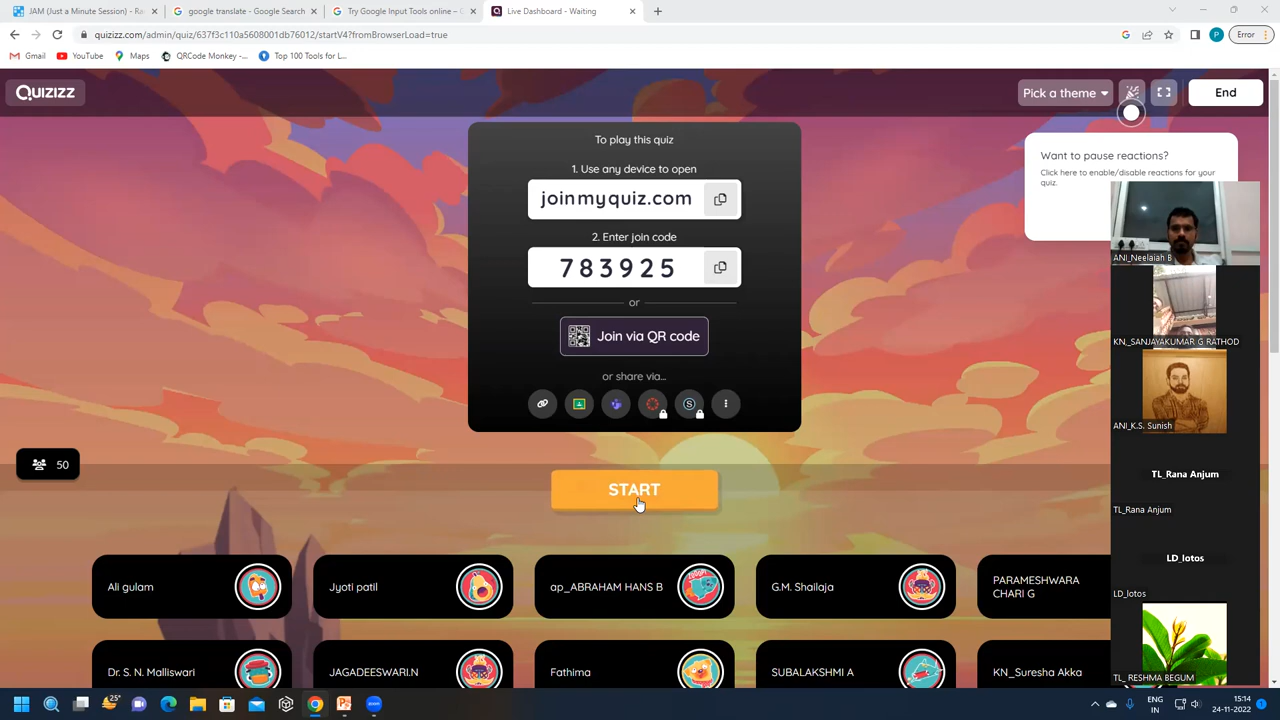 JAM (Just a Minute Session) - Ra
google translate - Google Search
Try Google Input Tools online – G
Live Dashboard - Waiting
quizizz.com/admin/quiz/637f3c110a5608001db76012/startV4?fromBrowserLoad=true
P
Error
Gmail
YouTube
Maps
QRCode Monkey -...
Top 100 Tools for L...
QUIZIZZ
Pick a theme
End
To play this quiz
1. Use any device to open
joinmyquiz.com
2. Enter join code
783925
or
Join via QR code
or share via...
Want to pause reactions?
Click here to enable/disable reactions for your
quiz.
50
START
Ali gulam
Jyoti patil
ap_ABRAHAM HANS B
G.M. Shailaja
PARAMESHWARA
CHARI G
Dr. S. N. Malliswari
JAGADEESWARI.N
Fathima
SUBALAKSHMI A
KN_Suresha Akka
ANI_Neelaiah B
KN_SANJAYAKUMAR G RATHOD
ANI_K.S. Sunish
TL_Rana Anjum
TL_Rana Anjum
LD_lotos
LD_lotos
TL_ RESHMA BEGUM
25°
ENG
IN
15:14
24-11-2022